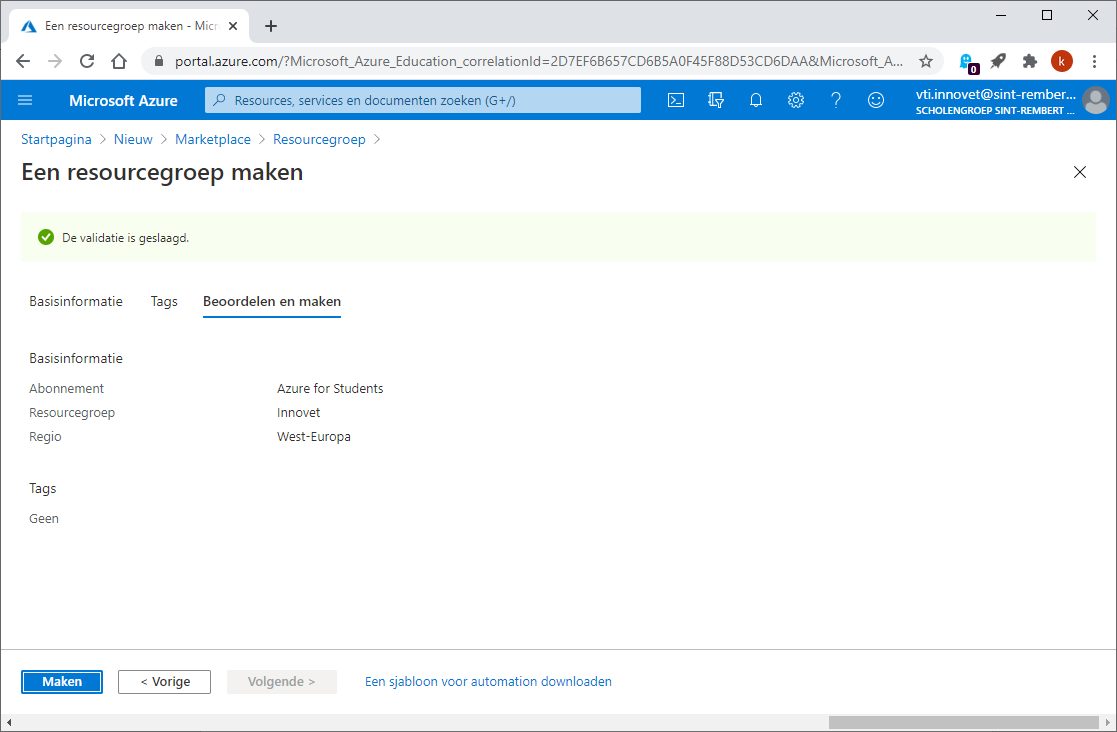 Een resourcegroep maken - Micr
portal.azure.com/?Microsoft_Azure_Education_correlationId=2D7EF6B657CD6B5A0F45F88D53CD6DAA&Microsoft_A...
0
k
Microsoft Azure
Resources, services en documenten zoeken (G+/)
vti.innovet@sint-rember...
SCHOLENGROEP SINT-REMBERT ...
Startpagina > Nieuw > Marketplace > Resourcegroep >
Een resourcegroep maken
De validatie is geslaagd.
Basisinformatie Tags Beoordelen en maken
Basisinformatie
Abonnement Azure for Students
Resourcegroep Innovet
Regio West-Europa
Tags
Geen
Maken < Vorige Volgende > Een sjabloon voor automation downloaden